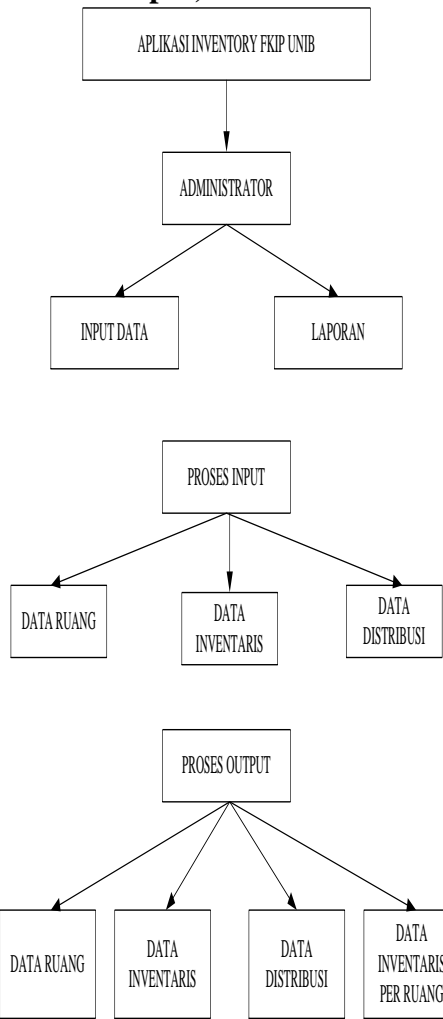 APLIKASI INVENTORY FKIP UNIB
ADMINISTRATOR
INPUT DATA
LAPORAN
PROSES INPUT
DATA RUANG
DATA
INVENTARIS
DATA
DISTRIBUSI
PROSES OUTPUT
DATA RUANG
DATA
INVENTARIS
DATA
DISTRIBUSI
DATA
INVENTARIS
PER RUANG